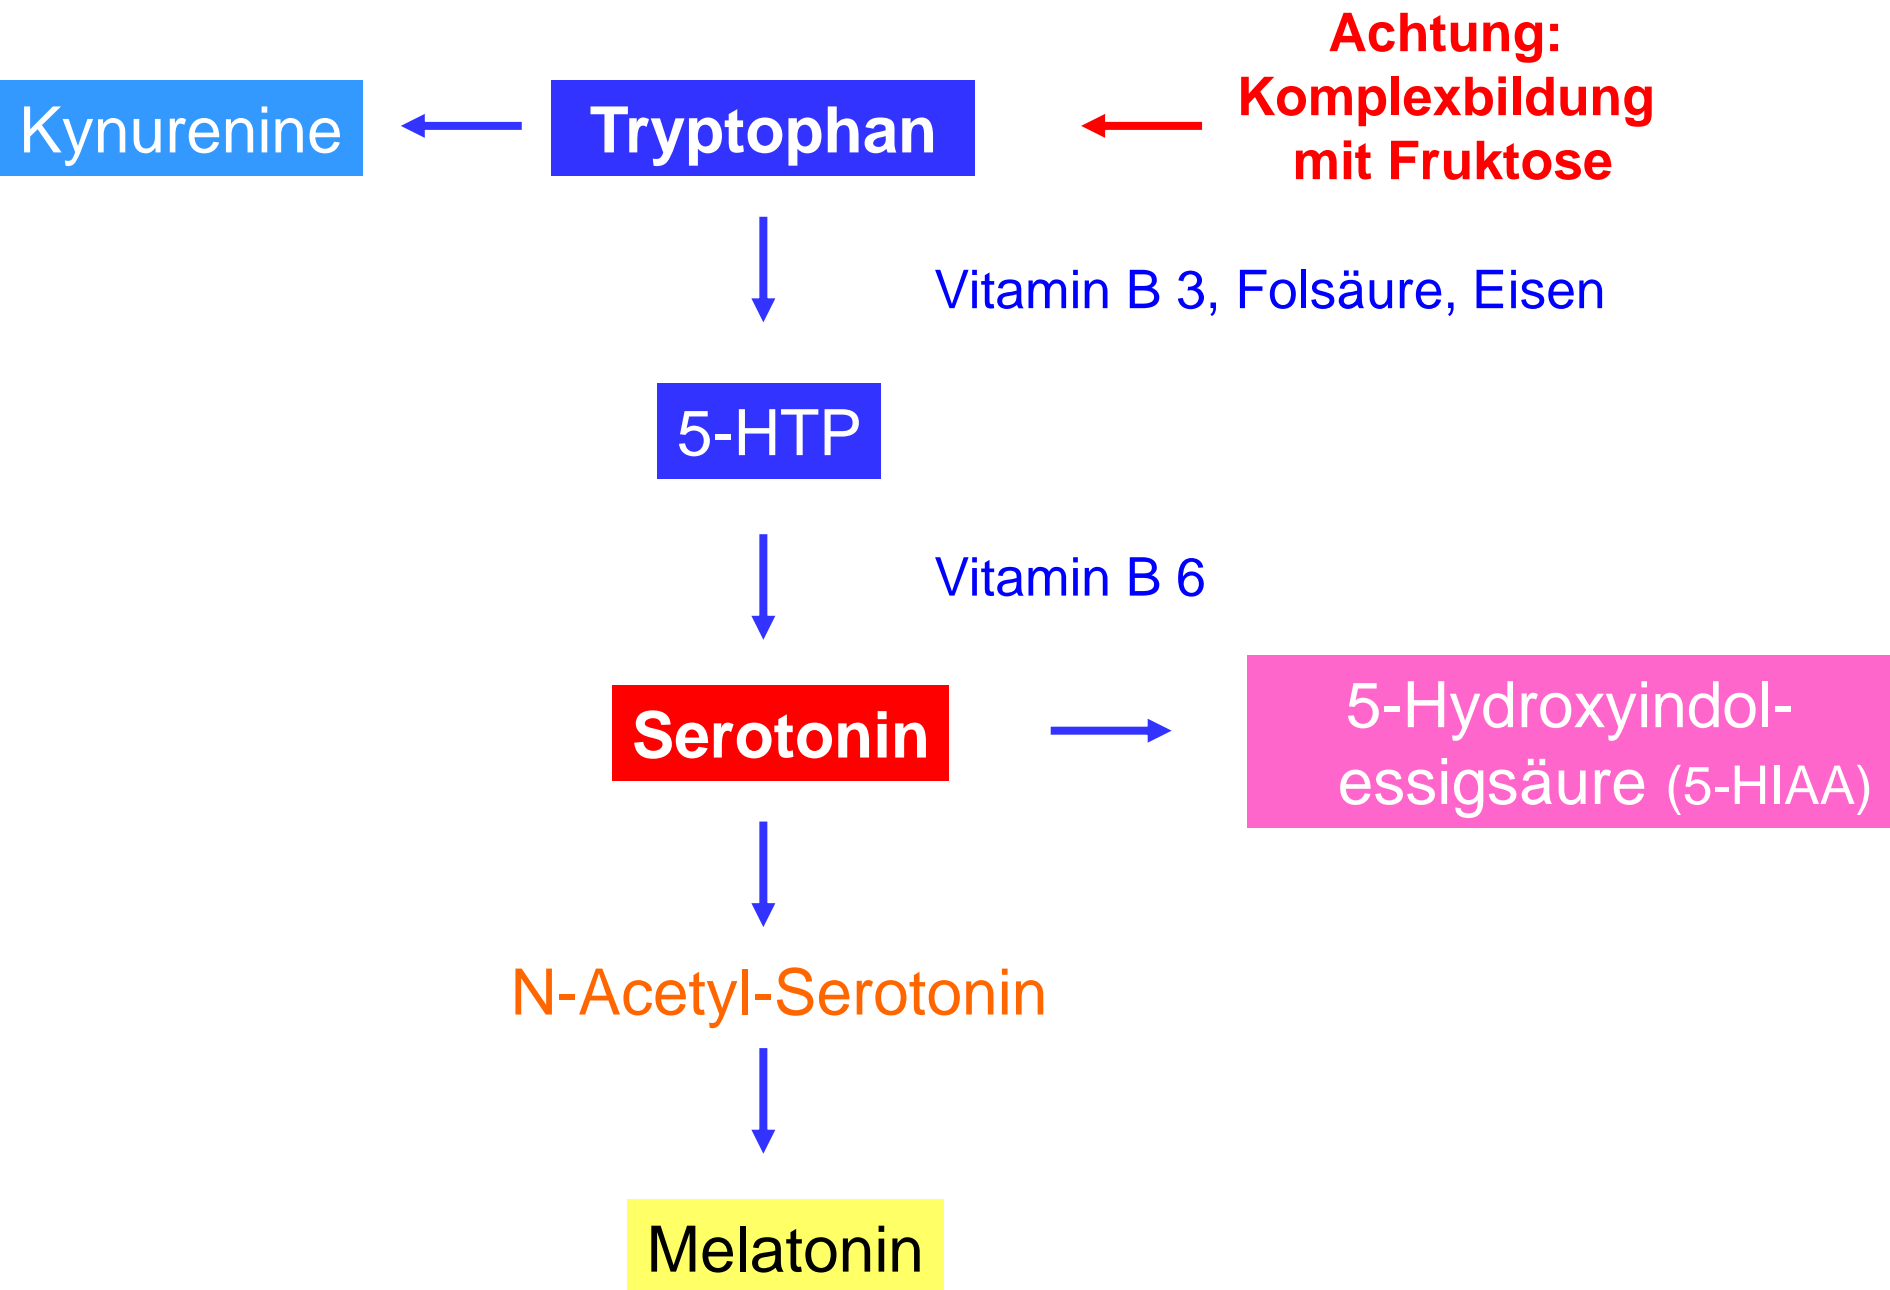 Achtung:
Komplexbildung
mit Fruktose
Kynurenine
Tryptophan
Vitamin B 3, Folsäure, Eisen
5-HTP
Vitamin B 6
Serotonin
5-Hydroxyindol-
essigsäure (5-HIAA)
N-Acetyl-Serotonin
Melatonin